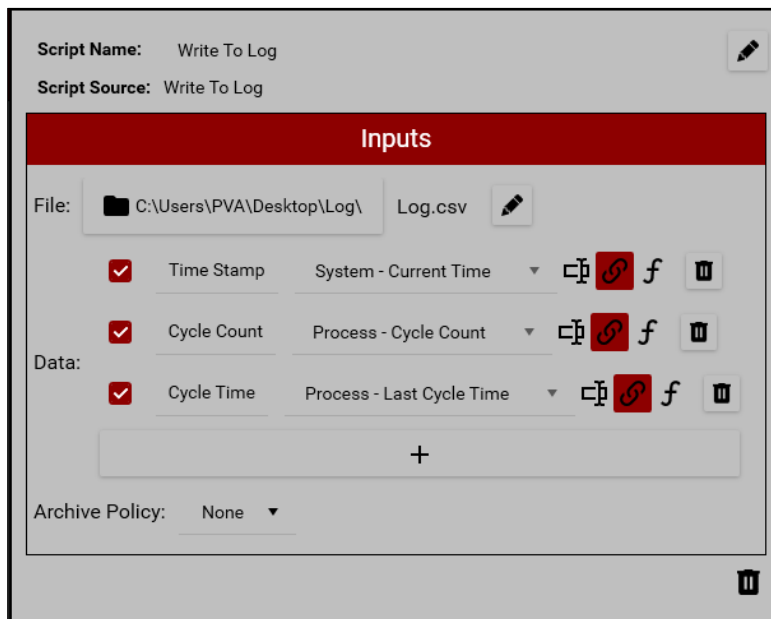 Script Name: Write To Log
Script Source: Write To Log
Inputs
File: C:\Users\PVA\Desktop\Log\ Log.csv
Time Stamp System - Current Time
Cycle Count Process - Cycle Count
Data:
Cycle Time Process - Last Cycle Time
+
Archive Policy: None